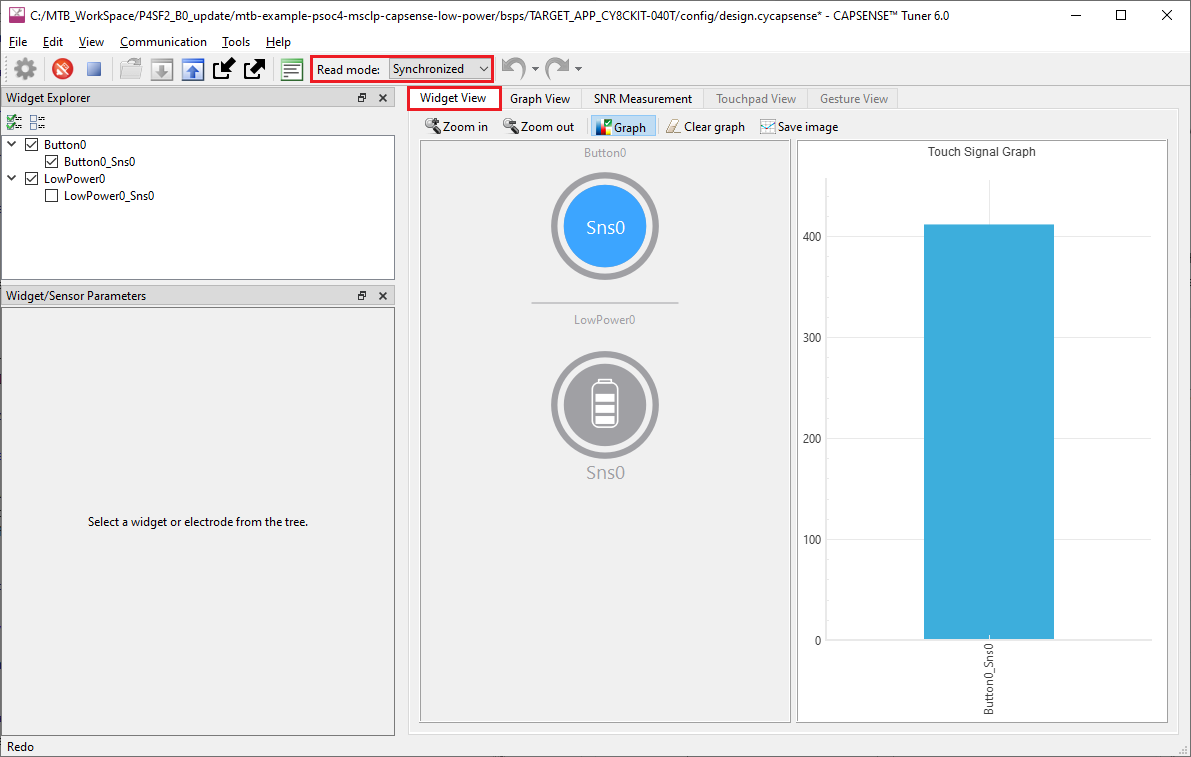 C:/MTB_WorkSpace/P4SF2_B0_update/mtb-example-psoc4-msclp-capsense-low-power/bsps/TARGET_APP_CY8CKIT-040T/config/design.cycapsense* - CAPSENSE™ Tuner 6.0
File Edit View Communication Tools Help
Read mode: Synchronized
Widget Explorer
Button0
Button0_Sns0
LowPower0
LowPower0_Sns0
Widget/Sensor Parameters
Select a widget or electrode from the tree.
Widget View Graph View SNR Measurement Touchpad View Gesture View
Zoom in Zoom out Graph Clear graph Save image
Button0
Sns0
LowPower0
Sns0
Touch Signal Graph
400
300
200
100
0
Button0_Sns0
Redo